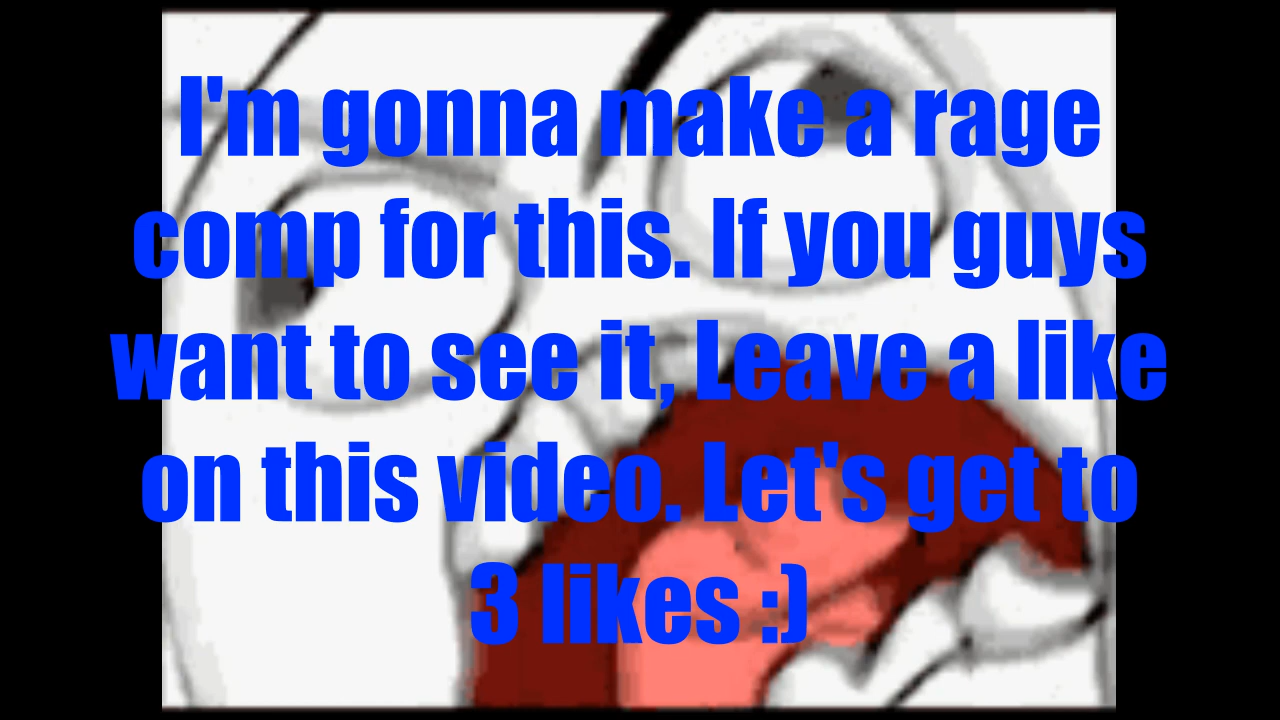 I'm gonna make a rage
comp for this. If you guys
want to see it, Leave a like
on this video. Let's get to
3 likes :)